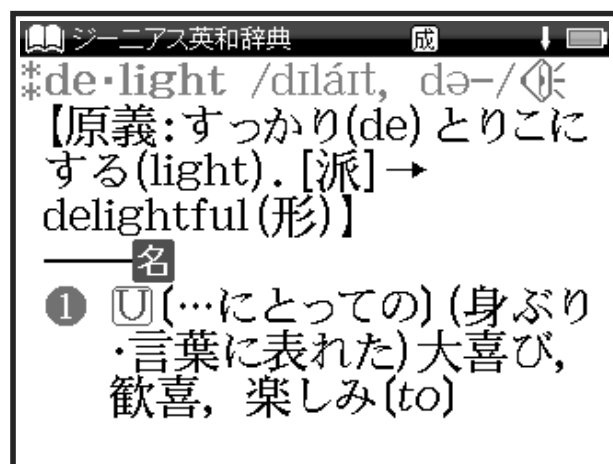 ジーニアス英和辞典 成
⁑de·light /dɪláɪt, də−/
【原義:すっかり(de)とりこに
する(light). [派]→
delightful(形)】
――名
❶ U〔…にとっての〕(身ぶり
·言葉に表れた)大喜び,
歓喜, 楽しみ〔to〕